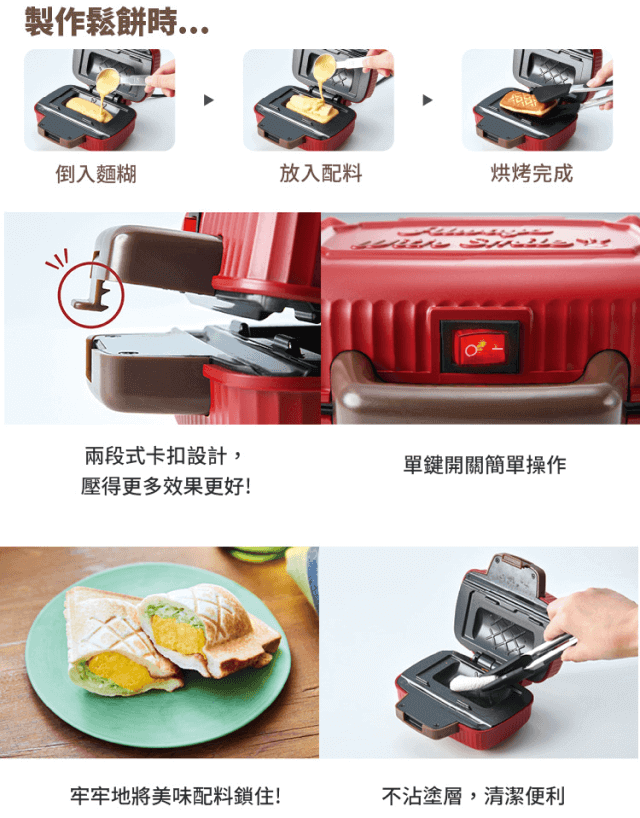 製作鬆餅時...
倒入麵糊
放入配料
烘烤完成
Always
With Smile
兩段式卡扣設計，
壓得更多效果更好!
單鍵開關簡單操作
牢牢地將美味配料鎖住!
不沾塗層，清潔便利